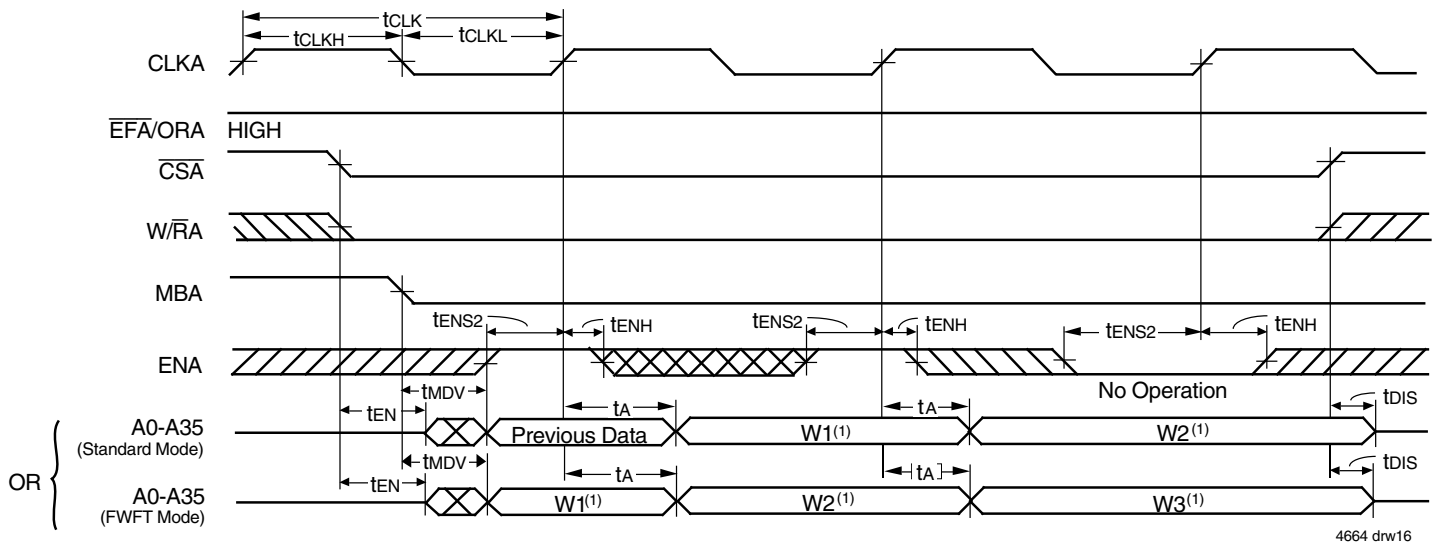 tCLK
tCLKH tCLKL
CLKA
EFA/ORA HIGH
CSA
W/RA
MBA
tENS2 tENH tENS2 tENH tENS2 tENH
ENA
No Operation
tMDV
tEN tA tA tDIS
A0-A35
(Standard Mode)
Previous Data W1(1) W2(1)
tMDV
tEN tA tA tDIS
OR
A0-A35
(FWFT Mode)
W1(1) W2(1) W3(1)
4664 drw16